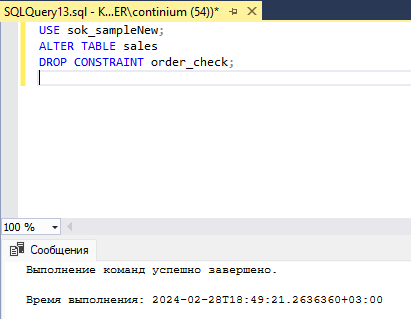 SQLQuery13.sql - K...ER\continium (54))*
USE sok_sampleNew;
ALTER TABLE sales
DROP CONSTRAINT order_check;
100 %
Сообщения
Выполнение команд успешно завершено.
Время выполнения: 2024-02-28T18:49:21.2636360+03:00